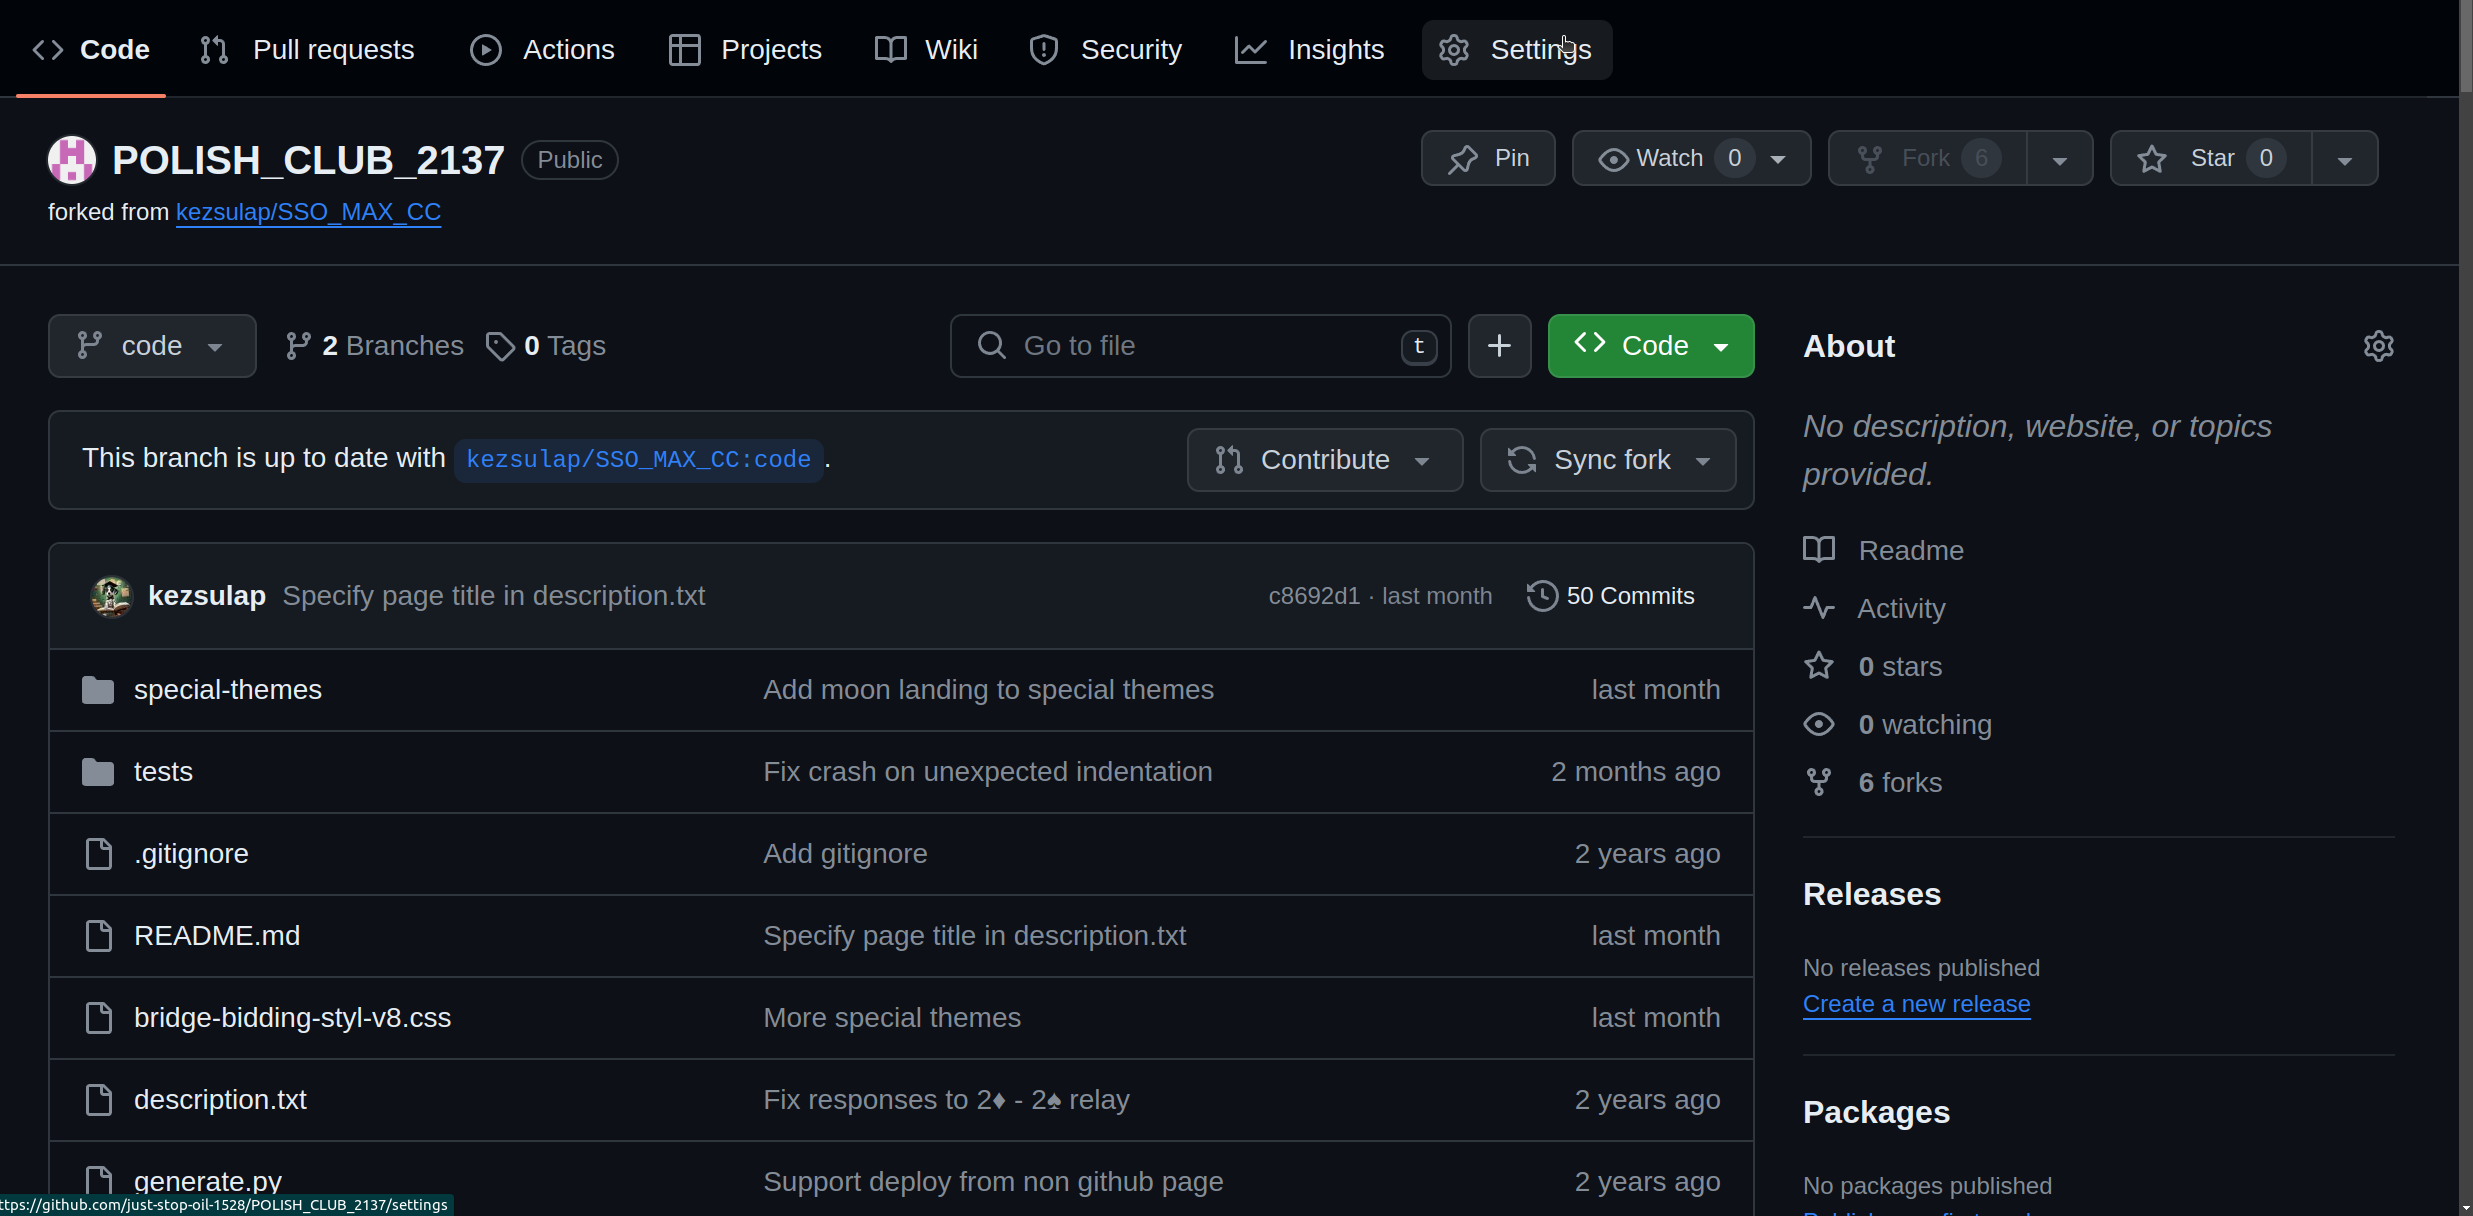 Code Pull requests Actions Projects Wiki Security Insights Settings
POLISH_CLUB_2137 Public Pin Watch 0 Fork 6 Star 0
forked from kezsulap/SSO_MAX_CC
code 2 Branches 0 Tags Go to file t Code About
No description, website, or topics
provided.
This branch is up to date with kezsulap/SSO_MAX_CC:code. Contribute Sync fork
Readme
kezsulap Specify page title in description.txt c8692d1 · last month 50 Commits
Activity
0 stars
special-themes Add moon landing to special themes last month
0 watching
tests Fix crash on unexpected indentation 2 months ago
6 forks
.gitignore Add gitignore 2 years ago
Releases
README.md Specify page title in description.txt last month
No releases published
Create a new release
bridge-bidding-styl-v8.css More special themes last month
description.txt Fix responses to 2♦ - 2♠ relay 2 years ago
Packages
generate.py Support deploy from non github page 2 years ago
No packages published
ttps://github.com/just-stop-oil-1528/POLISH_CLUB_2137/settings